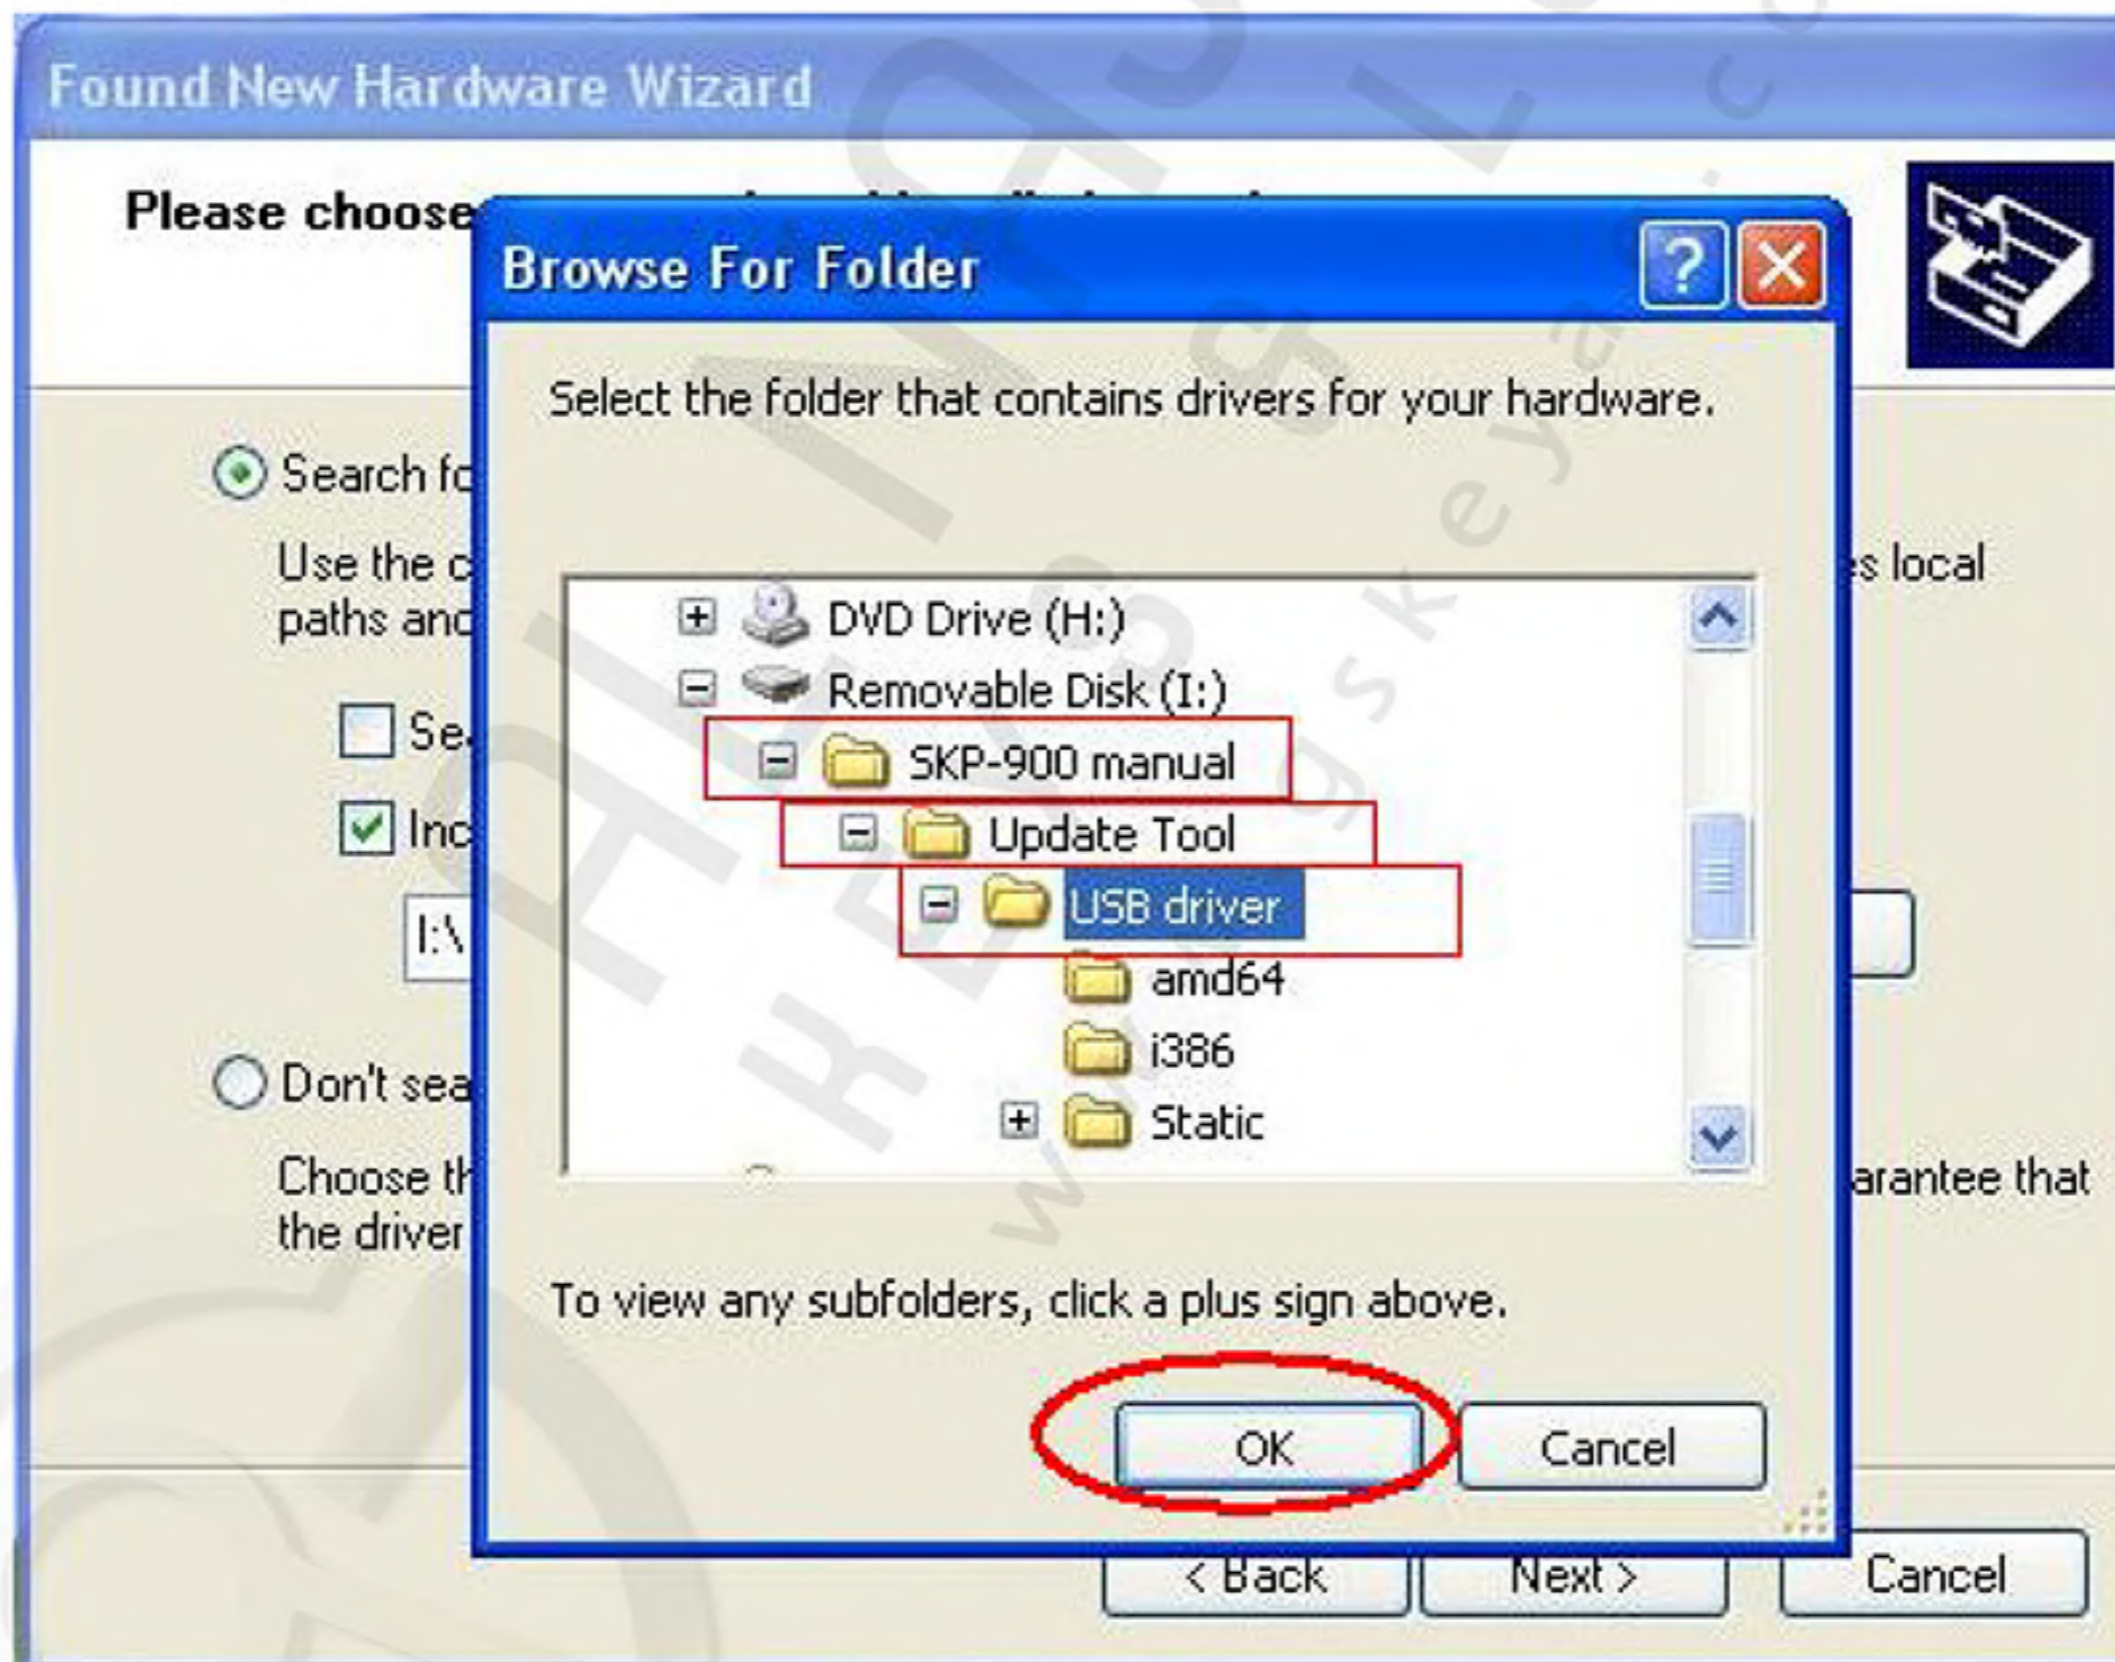 Found New Hardware Wizard
Please choose
Browse For Folder
Select the folder that contains drivers for your hardware.
Search fo
Use the c
es local
paths and
DVD Drive (H:)
Removable Disk (I:)
SKP-900 manual
Update Tool
Inc
USB driver
I:\
amd64
i386
Don't sea
Static
Choose th
arantee that
the driver
To view any subfolders, click a plus sign above.
OK
Cancel
< Back
Next >
Cancel